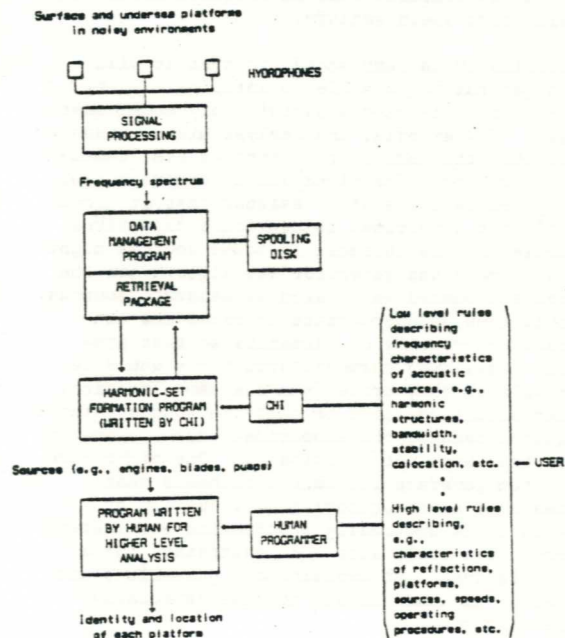 Surface and undersea platforms
in noisy environments
HYDROPHONES
SIGNAL
PROCESSING
Frequency spectrum
DATA
MANAGEMENT
PROGRAM
SPOOLING
DISK
RETRIEVAL
PACKAGE
HARMONIC-SET
FORMATION PROGRAM
(WRITTEN BY CHI)
CHI
Sources (e.g., engines, blades, pumps)
PROGRAM WRITTEN
BY HUMAN FOR
HIGHER LEVEL
ANALYSIS
HUMAN
PROGRAMMER
Identity and location
of each platform
Low level rules
describing
frequency
characteristics
of acoustic
sources, e.g.,
harmonic
structures,
bandwidth,
stability,
colocation, etc.
High level rules
describing,
e.g.,
characteristics
of reflections,
platforms,
sources, speeds,
operating
procedures, etc.
USER